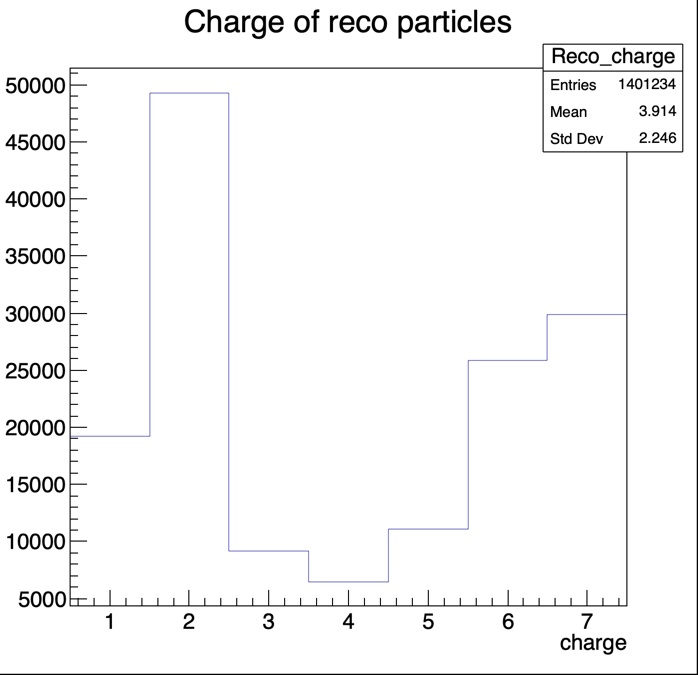 Charge of reco particles
Reco_charge
Entries 1401234
Mean 3.914
Std Dev 2.246
50000
45000
40000
35000
30000
25000
20000
15000
10000
5000
1 2 3 4 5 6 7
charge